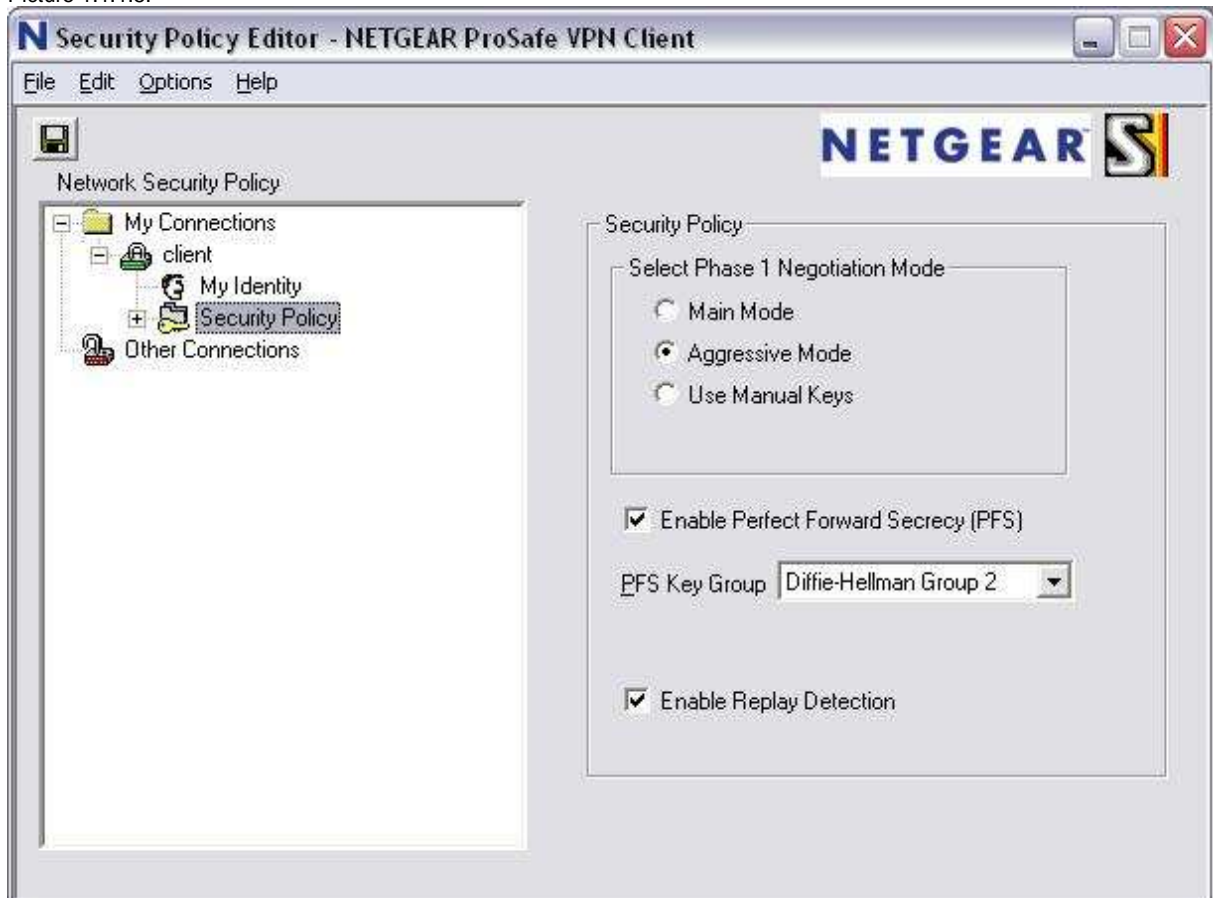 Security Policy Editor - NETGEAR ProSafe VPN Client
File Edit Options Help
NETGEAR S
Network Security Policy
My Connections
client
My Identity
Security Policy
Other Connections
Security Policy
Select Phase 1 Negotiation Mode
Main Mode
Aggressive Mode
Use Manual Keys
Enable Perfect Forward Secrecy (PFS)
PFS Key Group Diffie-Hellman Group 2
Enable Replay Detection